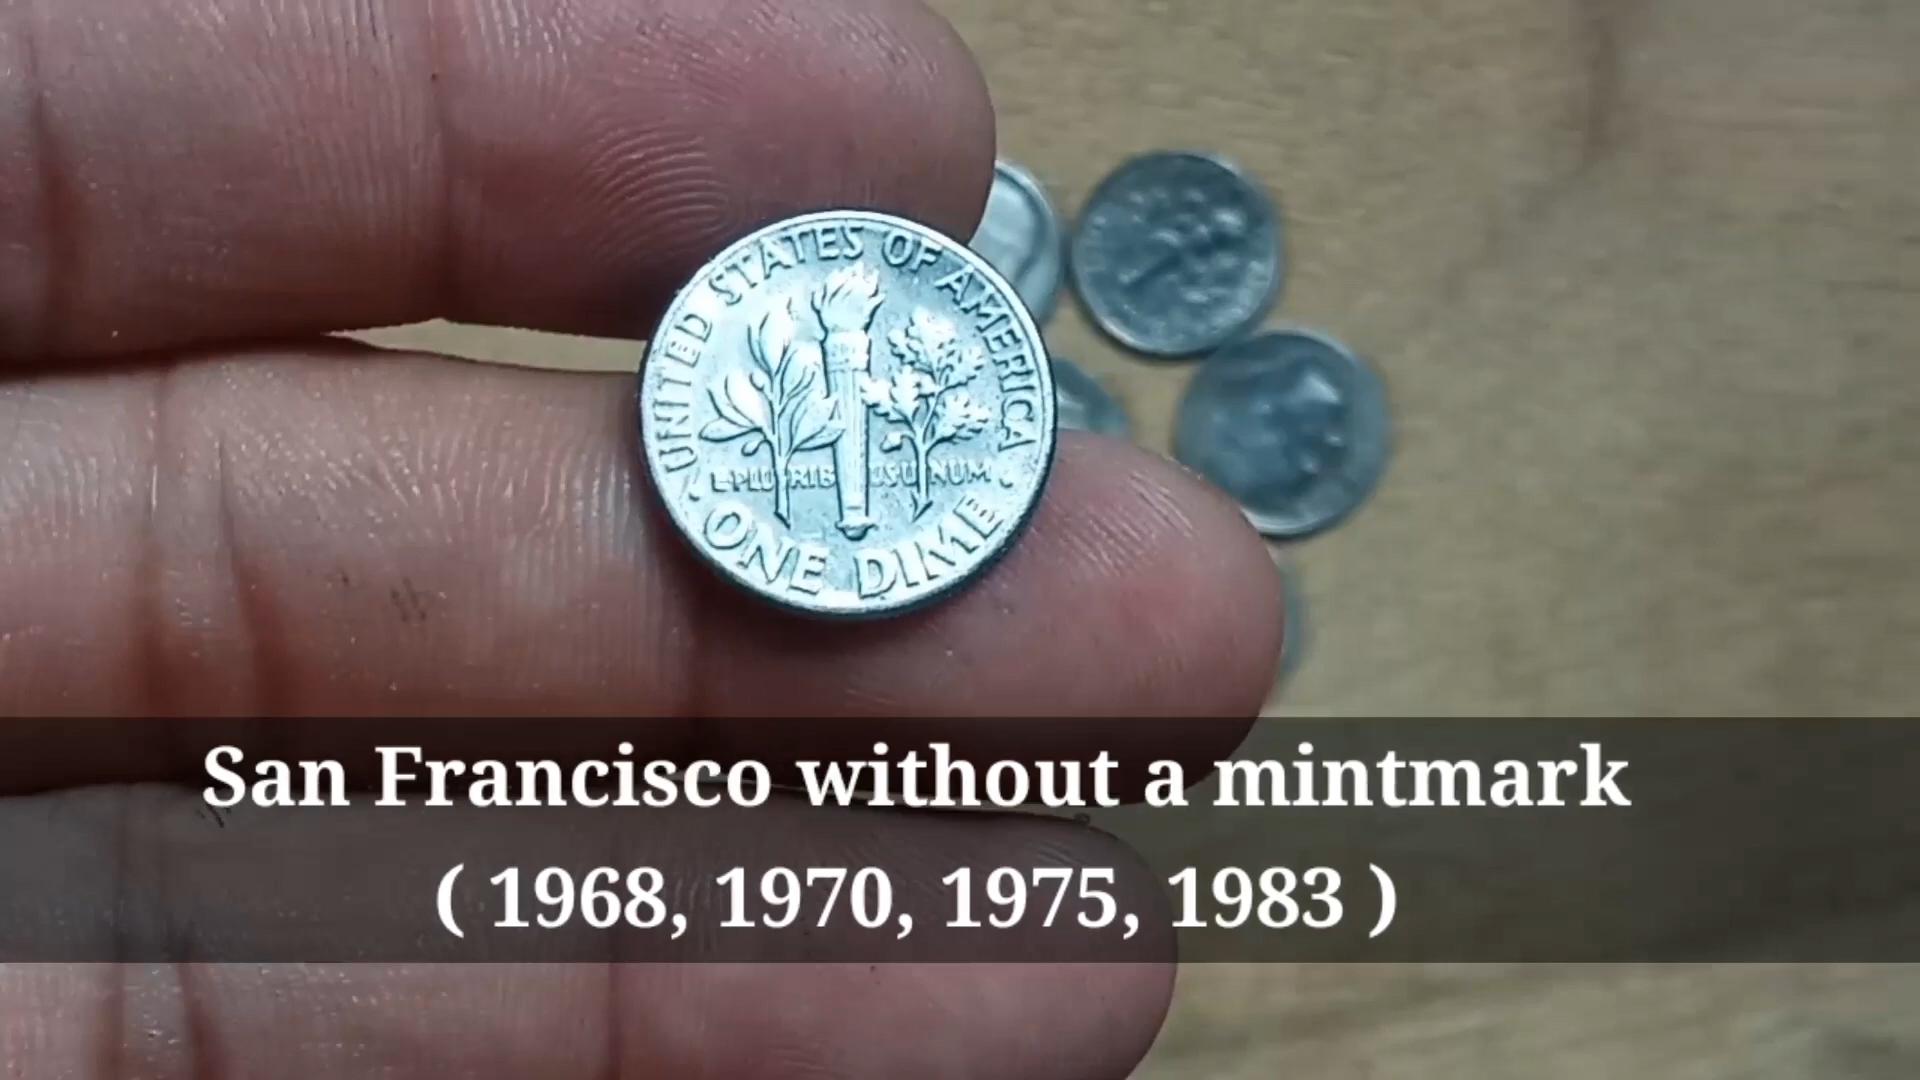 UNITED STATES OF AMERICA
E PLURIBUS UNUM
ONE DIME
San Francisco without a mintmark
( 1968, 1970, 1975, 1983 )